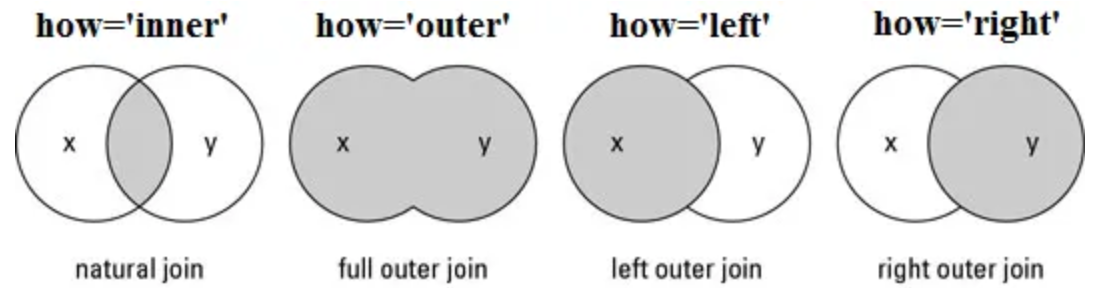 how='inner' how='outer' how='left' how='right'
x y x y x y x y
natural join full outer join left outer join right outer join